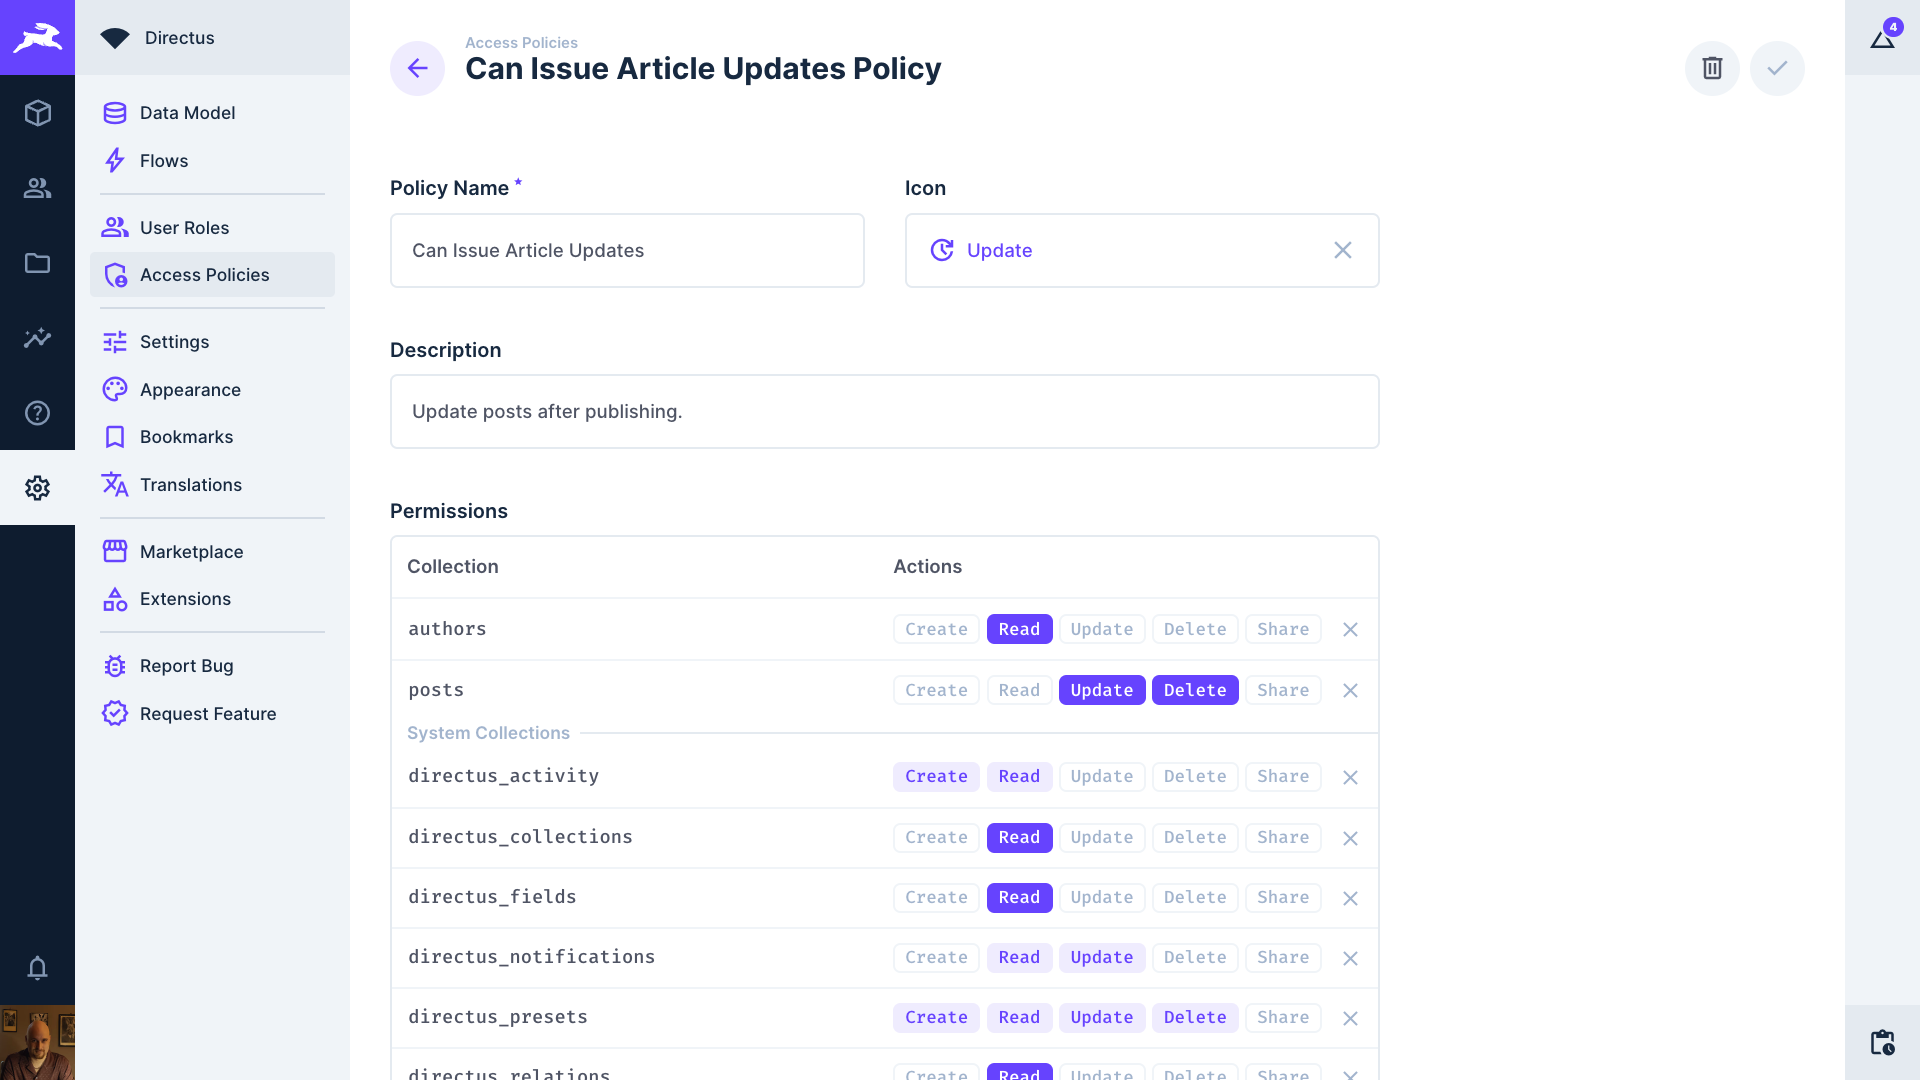 Directus
Data Model
Flows
User Roles
Access Policies
Settings
Appearance
Bookmarks
Translations
Marketplace
Extensions
Report Bug
Request Feature
Access Policies
Can Issue Article Updates Policy
4
Policy Name *
Can Issue Article Updates
Icon
Update
Description
Update posts after publishing.
Permissions
Collection Actions
authors Create Read Update Delete Share
posts Create Read Update Delete Share
System Collections
directus_activity Create Read Update Delete Share
directus_collections Create Read Update Delete Share
directus_fields Create Read Update Delete Share
directus_notifications Create Read Update Delete Share
directus_presets Create Read Update Delete Share
directus_relations Create Read Update Delete Share